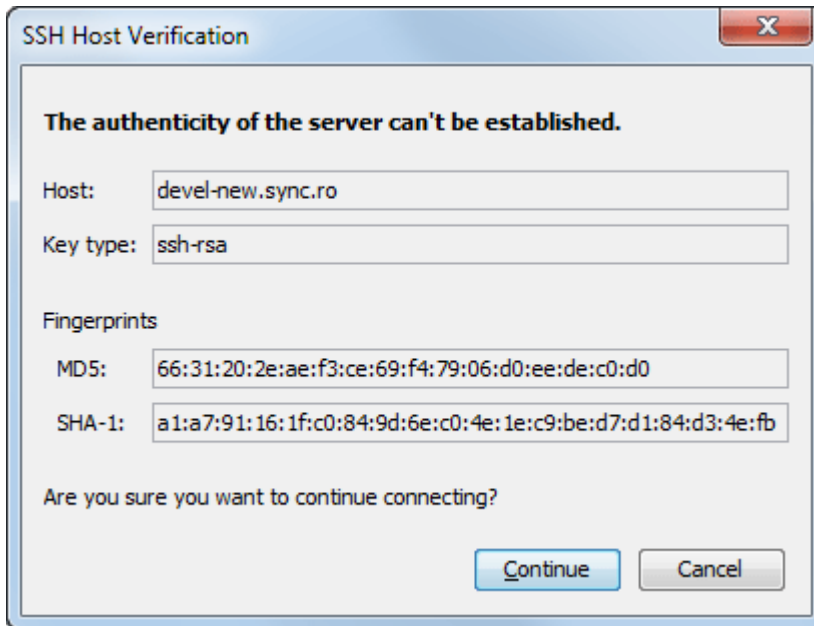 SSH Host Verification
The authenticity of the server can't be established.
Host: devel-new.sync.ro
Key type: ssh-rsa
Fingerprints
MD5: 66:31:20:2e:ae:f3:ce:69:f4:79:06:d0:ee:de:c0:d0
SHA-1: a1:a7:91:16:1f:c0:84:9d:6e:c0:4e:1e:c9:be:d7:d1:84:d3:4e:fb
Are you sure you want to continue connecting?
Continue Cancel